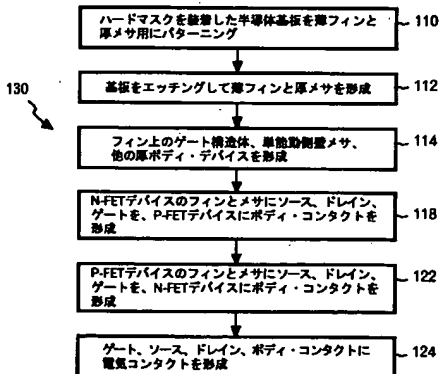 ハードマスクを装着した半導体基板を薄フィンと
厚メサ用にパターニング
110
130
基板をエッチングして薄フィンと厚メサを形成
112
フィン上のゲート構造体、単能動側壁メサ、
他の厚ボディ・デバイスを形成
114
N-FETデバイスのフィンとメサにソース、ドレイン、
ゲートを、P-FETデバイスにボディ・コンタクトを
形成
118
P-FETデバイスのフィンとメサにソース、ドレイン、
ゲートを、N-FETデバイスにボディ・コンタクトを
形成
122
ゲート、ソース、ドレイン、ボディ・コンタクトに
電気コンタクトを形成
124